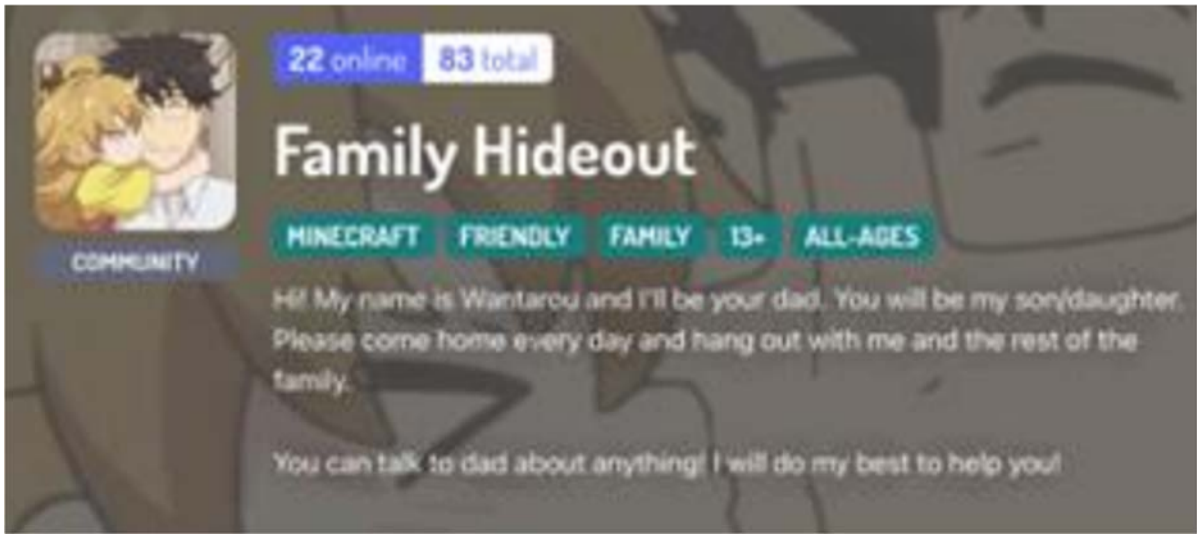 22 online 83 total
Family Hideout
MINECRAFT FRIENDLY FAMILY 13+ ALL-AGES
COMMUNITY
Hi! My name is Wantarou and I'll be your dad. You will be my son/daughter.
Please come home every day and hang out with me and the rest of the
family.
You can talk to dad about anything! I will do my best to help you!